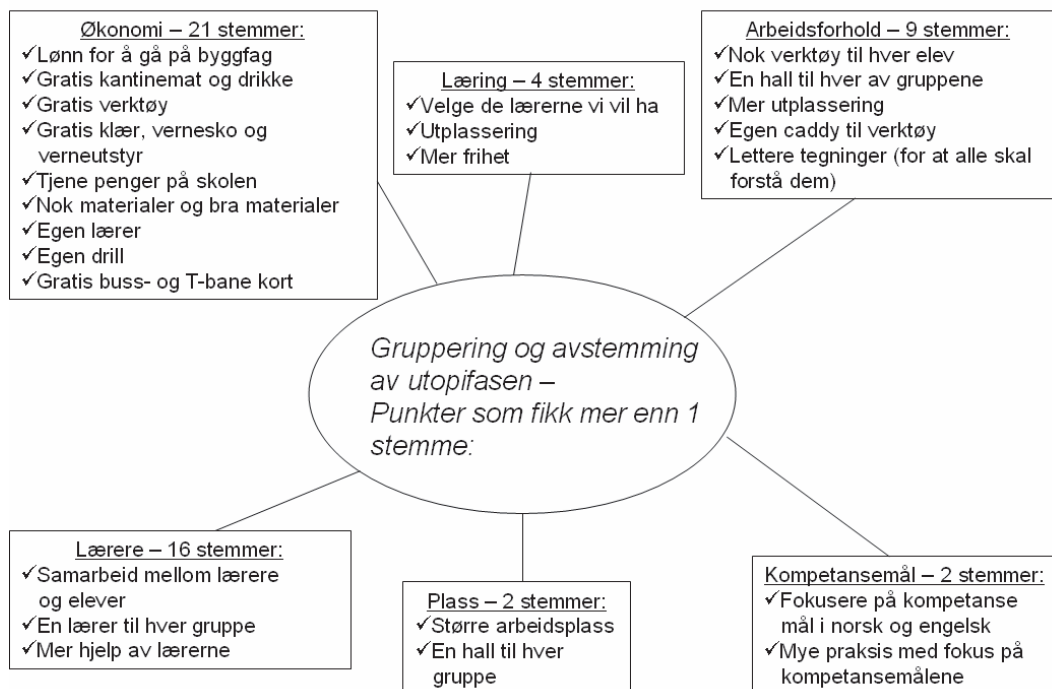 Økonomi – 21 stemmer:
✓Lønn for å gå på byggfag
✓Gratis kantinemat og drikke
✓Gratis verktøy
✓Gratis klær, vernesko og
verneutstyr
✓Tjene penger på skolen
✓Nok materialer og bra materialer
✓Egen lærer
✓Egen drill
✓Gratis buss- og T-bane kort
Læring – 4 stemmer:
✓Velge de lærerne vi vil ha
✓Utplassering
✓Mer frihet
Arbeidsforhold – 9 stemmer:
✓Nok verktøy til hver elev
✓En hall til hver av gruppene
✓Mer utplassering
✓Egen caddy til verktøy
✓Lettere tegninger (for at alle skal
forstå dem)
Gruppering og avstemming
av utopifasen –
Punkter som fikk mer enn 1
stemme:
Lærere – 16 stemmer:
✓Samarbeid mellom lærere
og elever
✓En lærer til hver gruppe
✓Mer hjelp av lærerne
Plass – 2 stemmer:
✓Større arbeidsplass
✓En hall til hver
gruppe
Kompetansemål – 2 stemmer:
✓Fokusere på kompetanse
mål i norsk og engelsk
✓Mye praksis med fokus på
kompetansemålene